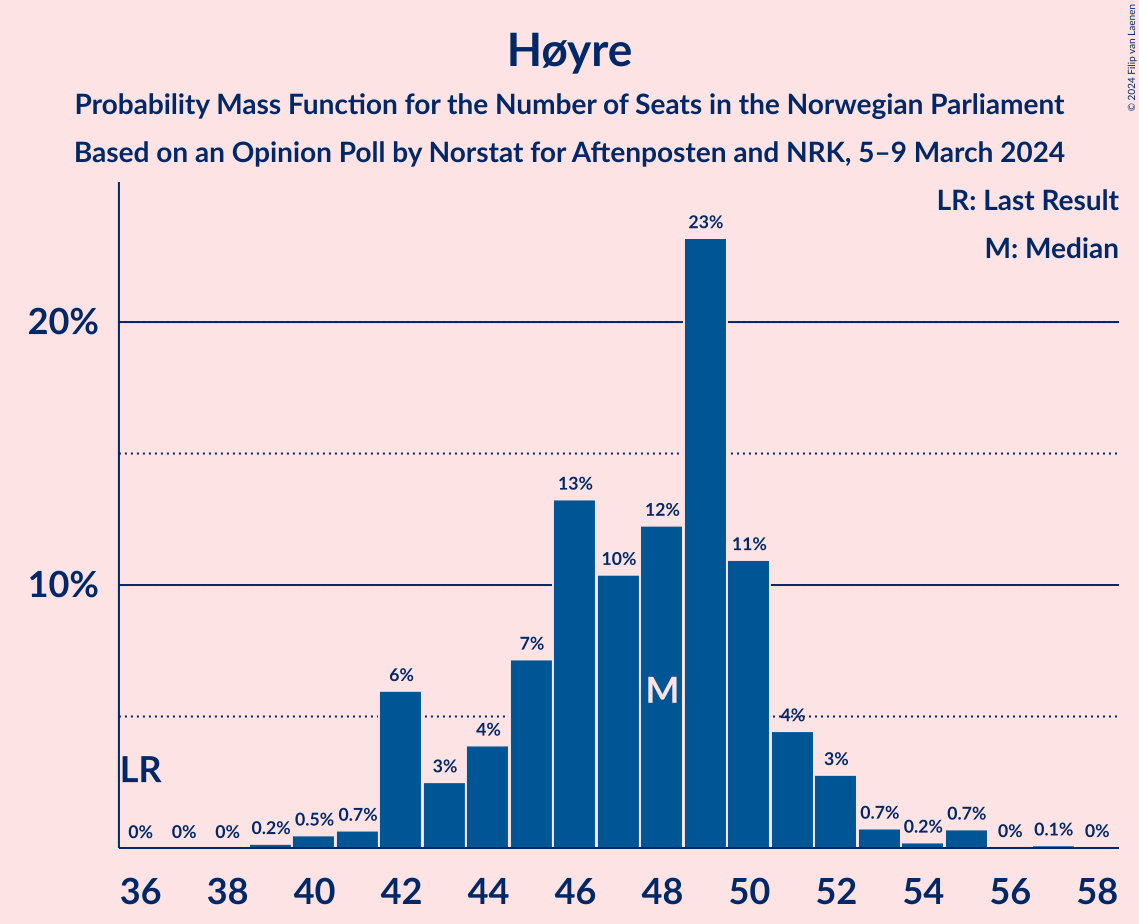 Høyre
Probability Mass Function for the Number of Seats in the Norwegian Parliament
Based on an Opinion Poll by Norstat for Aftenposten and NRK, 5–9 March 2024
© 2024 Filip van Laenen
LR: Last Result
M: Median
20%
10%
0%
0%
0%
0.2%
0.5%
0.7%
6%
3%
4%
7%
13%
10%
12%
23%
11%
4%
3%
0.7%
0.2%
0.7%
0%
0.1%
0%
LR
M
36 38 40 42 44 46 48 50 52 54 56 58